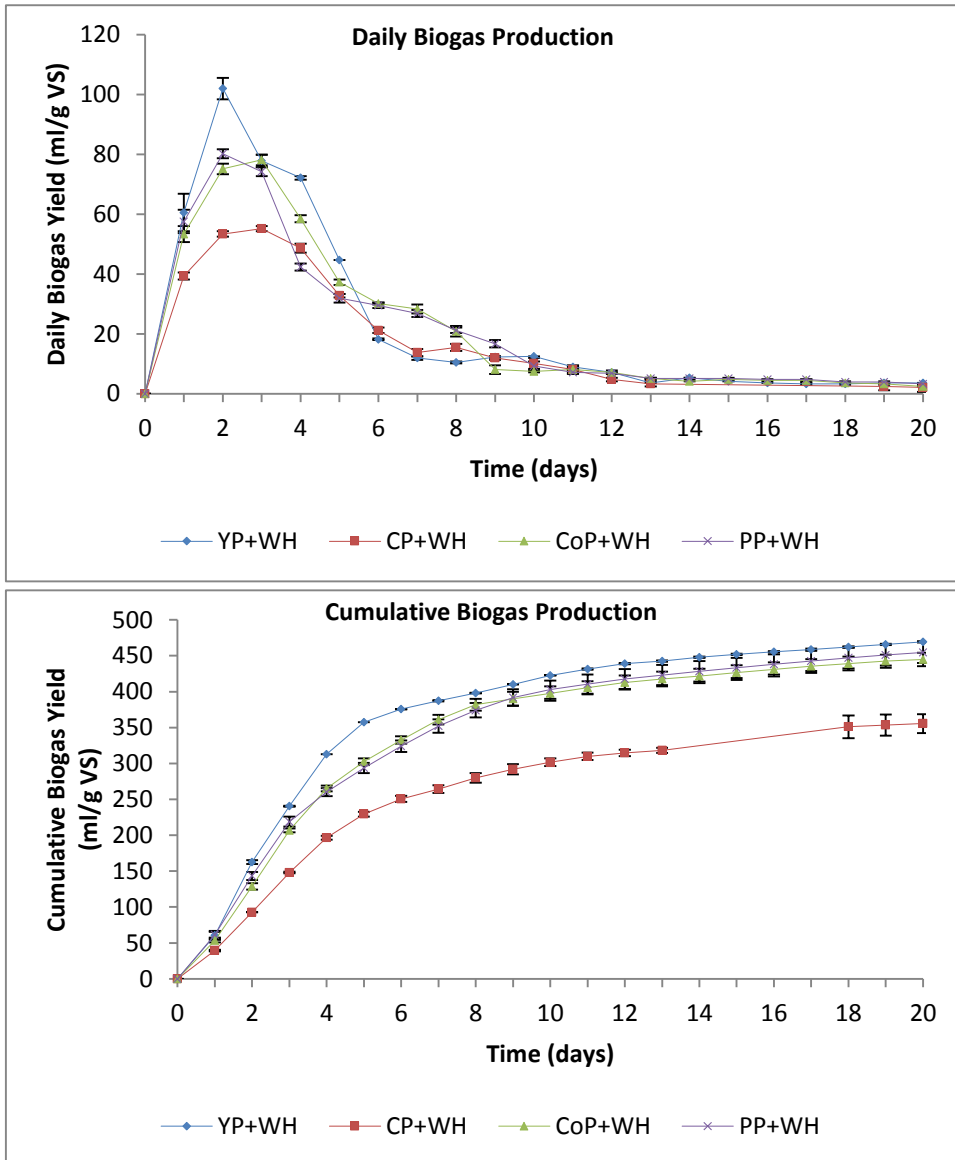 Daily Biogas Production
120
100
80
60
40
20
0
Daily Biogas Yield (ml/g VS)
0 2 4 6 8 10 12 14 16 18 20
Time (days)
YP+WH CP+WH CoP+WH PP+WH
Cumulative Biogas Production
500
450
400
350
300
250
200
150
100
50
0
Cumulative Biogas Yield
(ml/g VS)
0 2 4 6 8 10 12 14 16 18 20
Time (days)
YP+WH CP+WH CoP+WH PP+WH